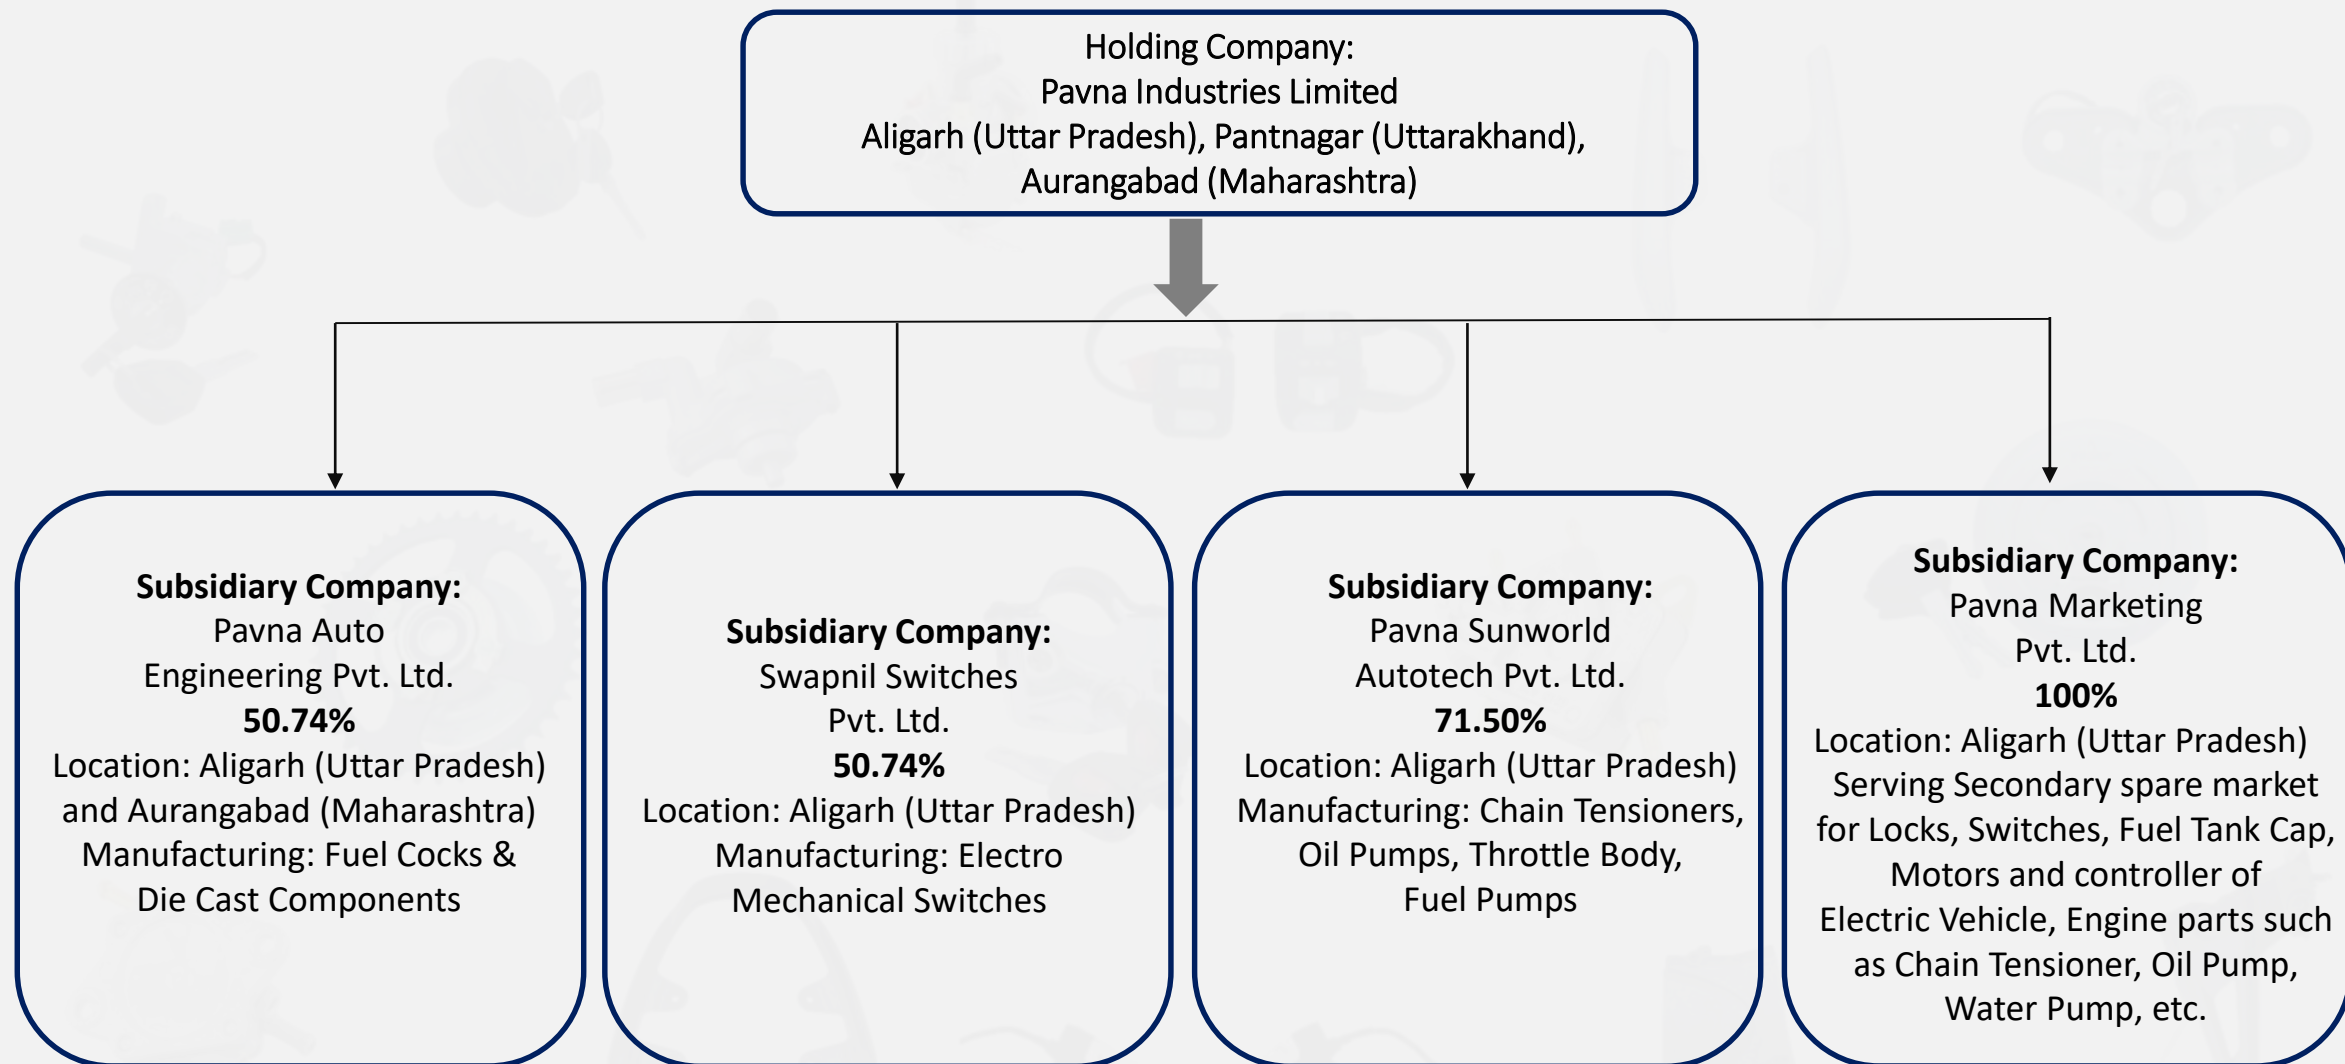 Holding Company:
Pavna Industries Limited
Aligarh (Uttar Pradesh), Pantnagar (Uttarakhand),
Aurangabad (Maharashtra)
Subsidiary Company:
Pavna Auto
Engineering Pvt. Ltd.
50.74%
Location: Aligarh (Uttar Pradesh)
and Aurangabad (Maharashtra)
Manufacturing: Fuel Cocks &
Die Cast Components
Subsidiary Company:
Swapnil Switches
Pvt. Ltd.
50.74%
Location: Aligarh (Uttar Pradesh)
Manufacturing: Electro
Mechanical Switches
Subsidiary Company:
Pavna Sunworld
Autotech Pvt. Ltd.
71.50%
Location: Aligarh (Uttar Pradesh)
Manufacturing: Chain Tensioners,
Oil Pumps, Throttle Body,
Fuel Pumps
Subsidiary Company:
Pavna Marketing
Pvt. Ltd.
100%
Location: Aligarh (Uttar Pradesh)
Serving Secondary spare market
for Locks, Switches, Fuel Tank Cap,
Motors and controller of
Electric Vehicle, Engine parts such
as Chain Tensioner, Oil Pump,
Water Pump, etc.